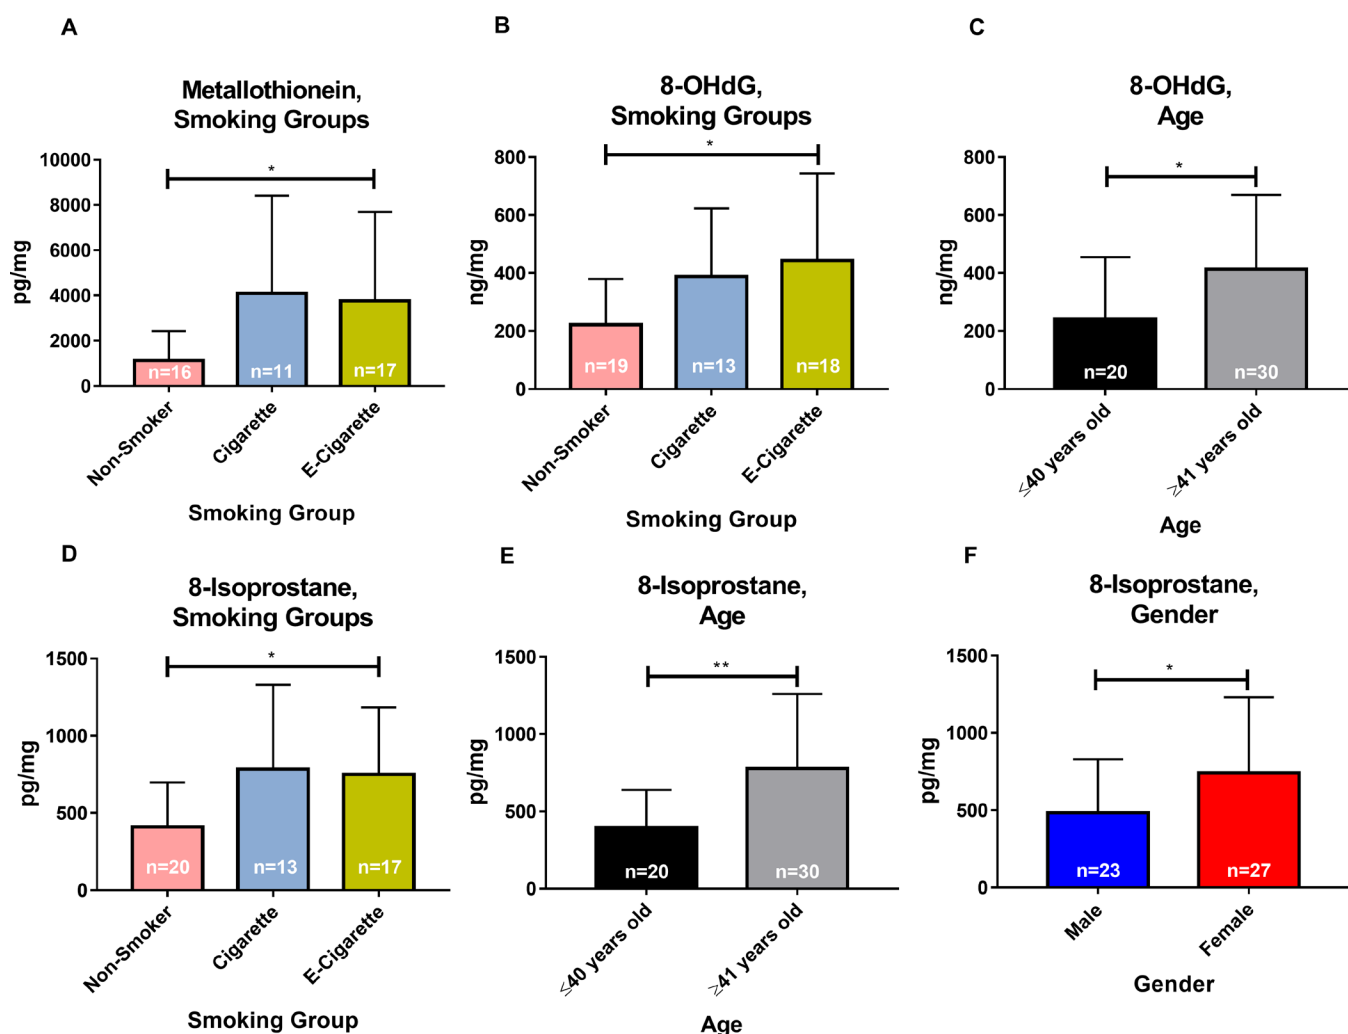 A
Metallothionein,
Smoking Groups
10000
8000
6000
4000
2000
0
pg/mg
*
n=16
n=11
n=17
Non-Smoker
Cigarette
E-Cigarette
Smoking Group
B
8-OHdG,
Smoking Groups
800
600
400
200
0
ng/mg
*
n=19
n=13
n=18
Non-Smoker
Cigarette
E-Cigarette
Smoking Group
C
8-OHdG,
Age
800
600
400
200
0
ng/mg
*
n=20
n=30
≤40 years old
≥41 years old
Age
D
8-Isoprostane,
Smoking Groups
1500
1000
500
0
pg/mg
*
n=20
n=13
n=17
Non-Smoker
Cigarette
E-Cigarette
Smoking Group
E
8-Isoprostane,
Age
1500
1000
500
0
pg/mg
**
n=20
n=30
≤40 years old
≥41 years old
Age
F
8-Isoprostane,
Gender
1500
1000
500
0
pg/mg
*
n=23
n=27
Male
Female
Gender